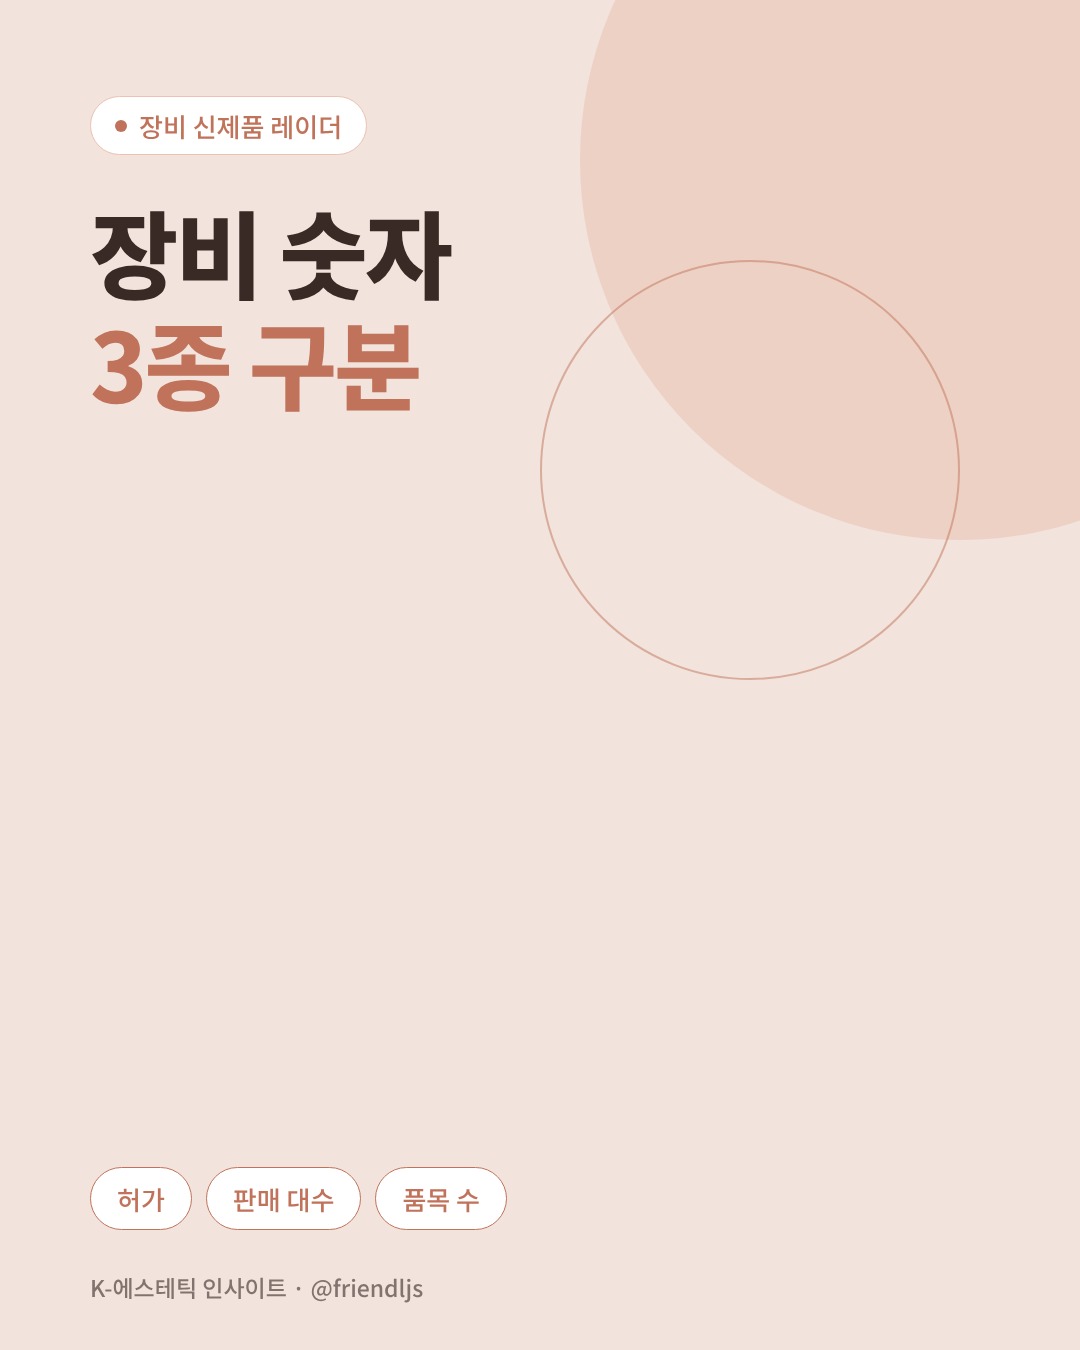 장비 신제품 레이더
장비 숫자
3종 구분
허가
판매 대수
품목 수
K-에스테틱 인사이트 · @friendljs